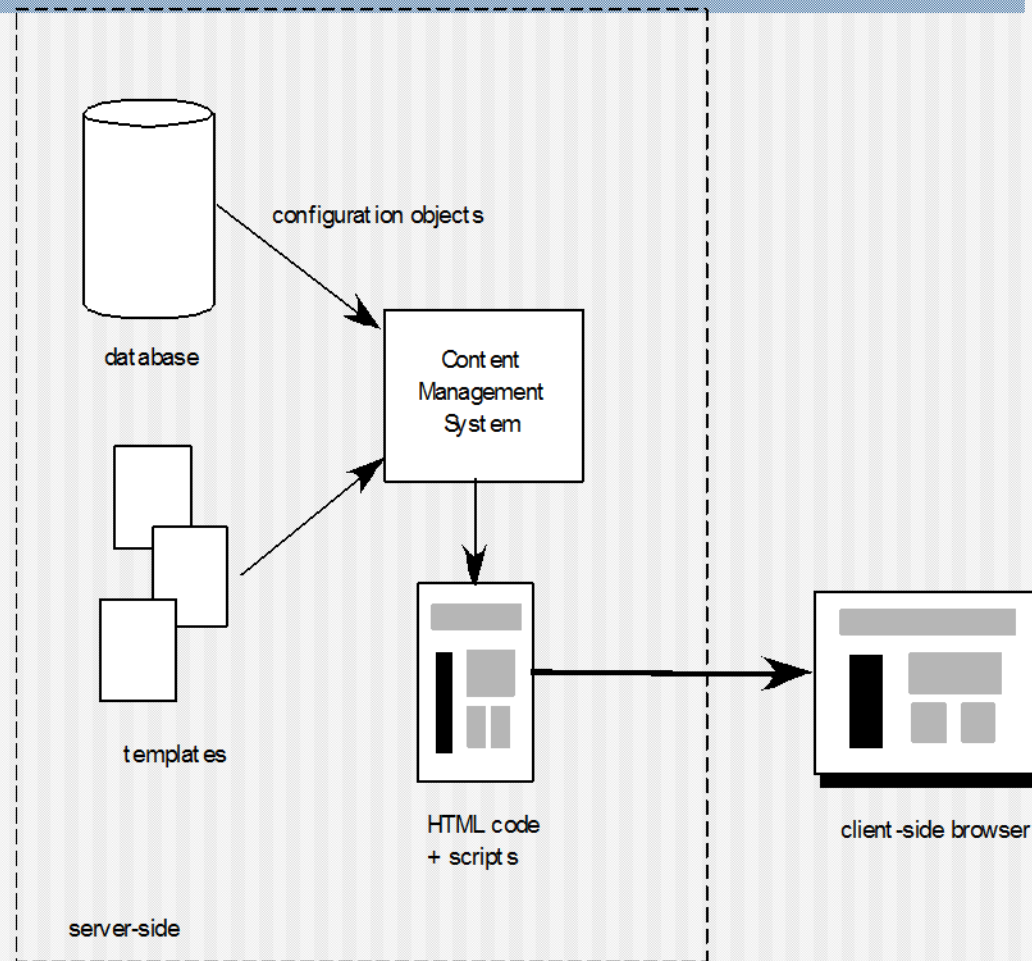 configuration objects
database
Content
Management
System
templates
HTML code
+ scripts
client-side browser
server-side